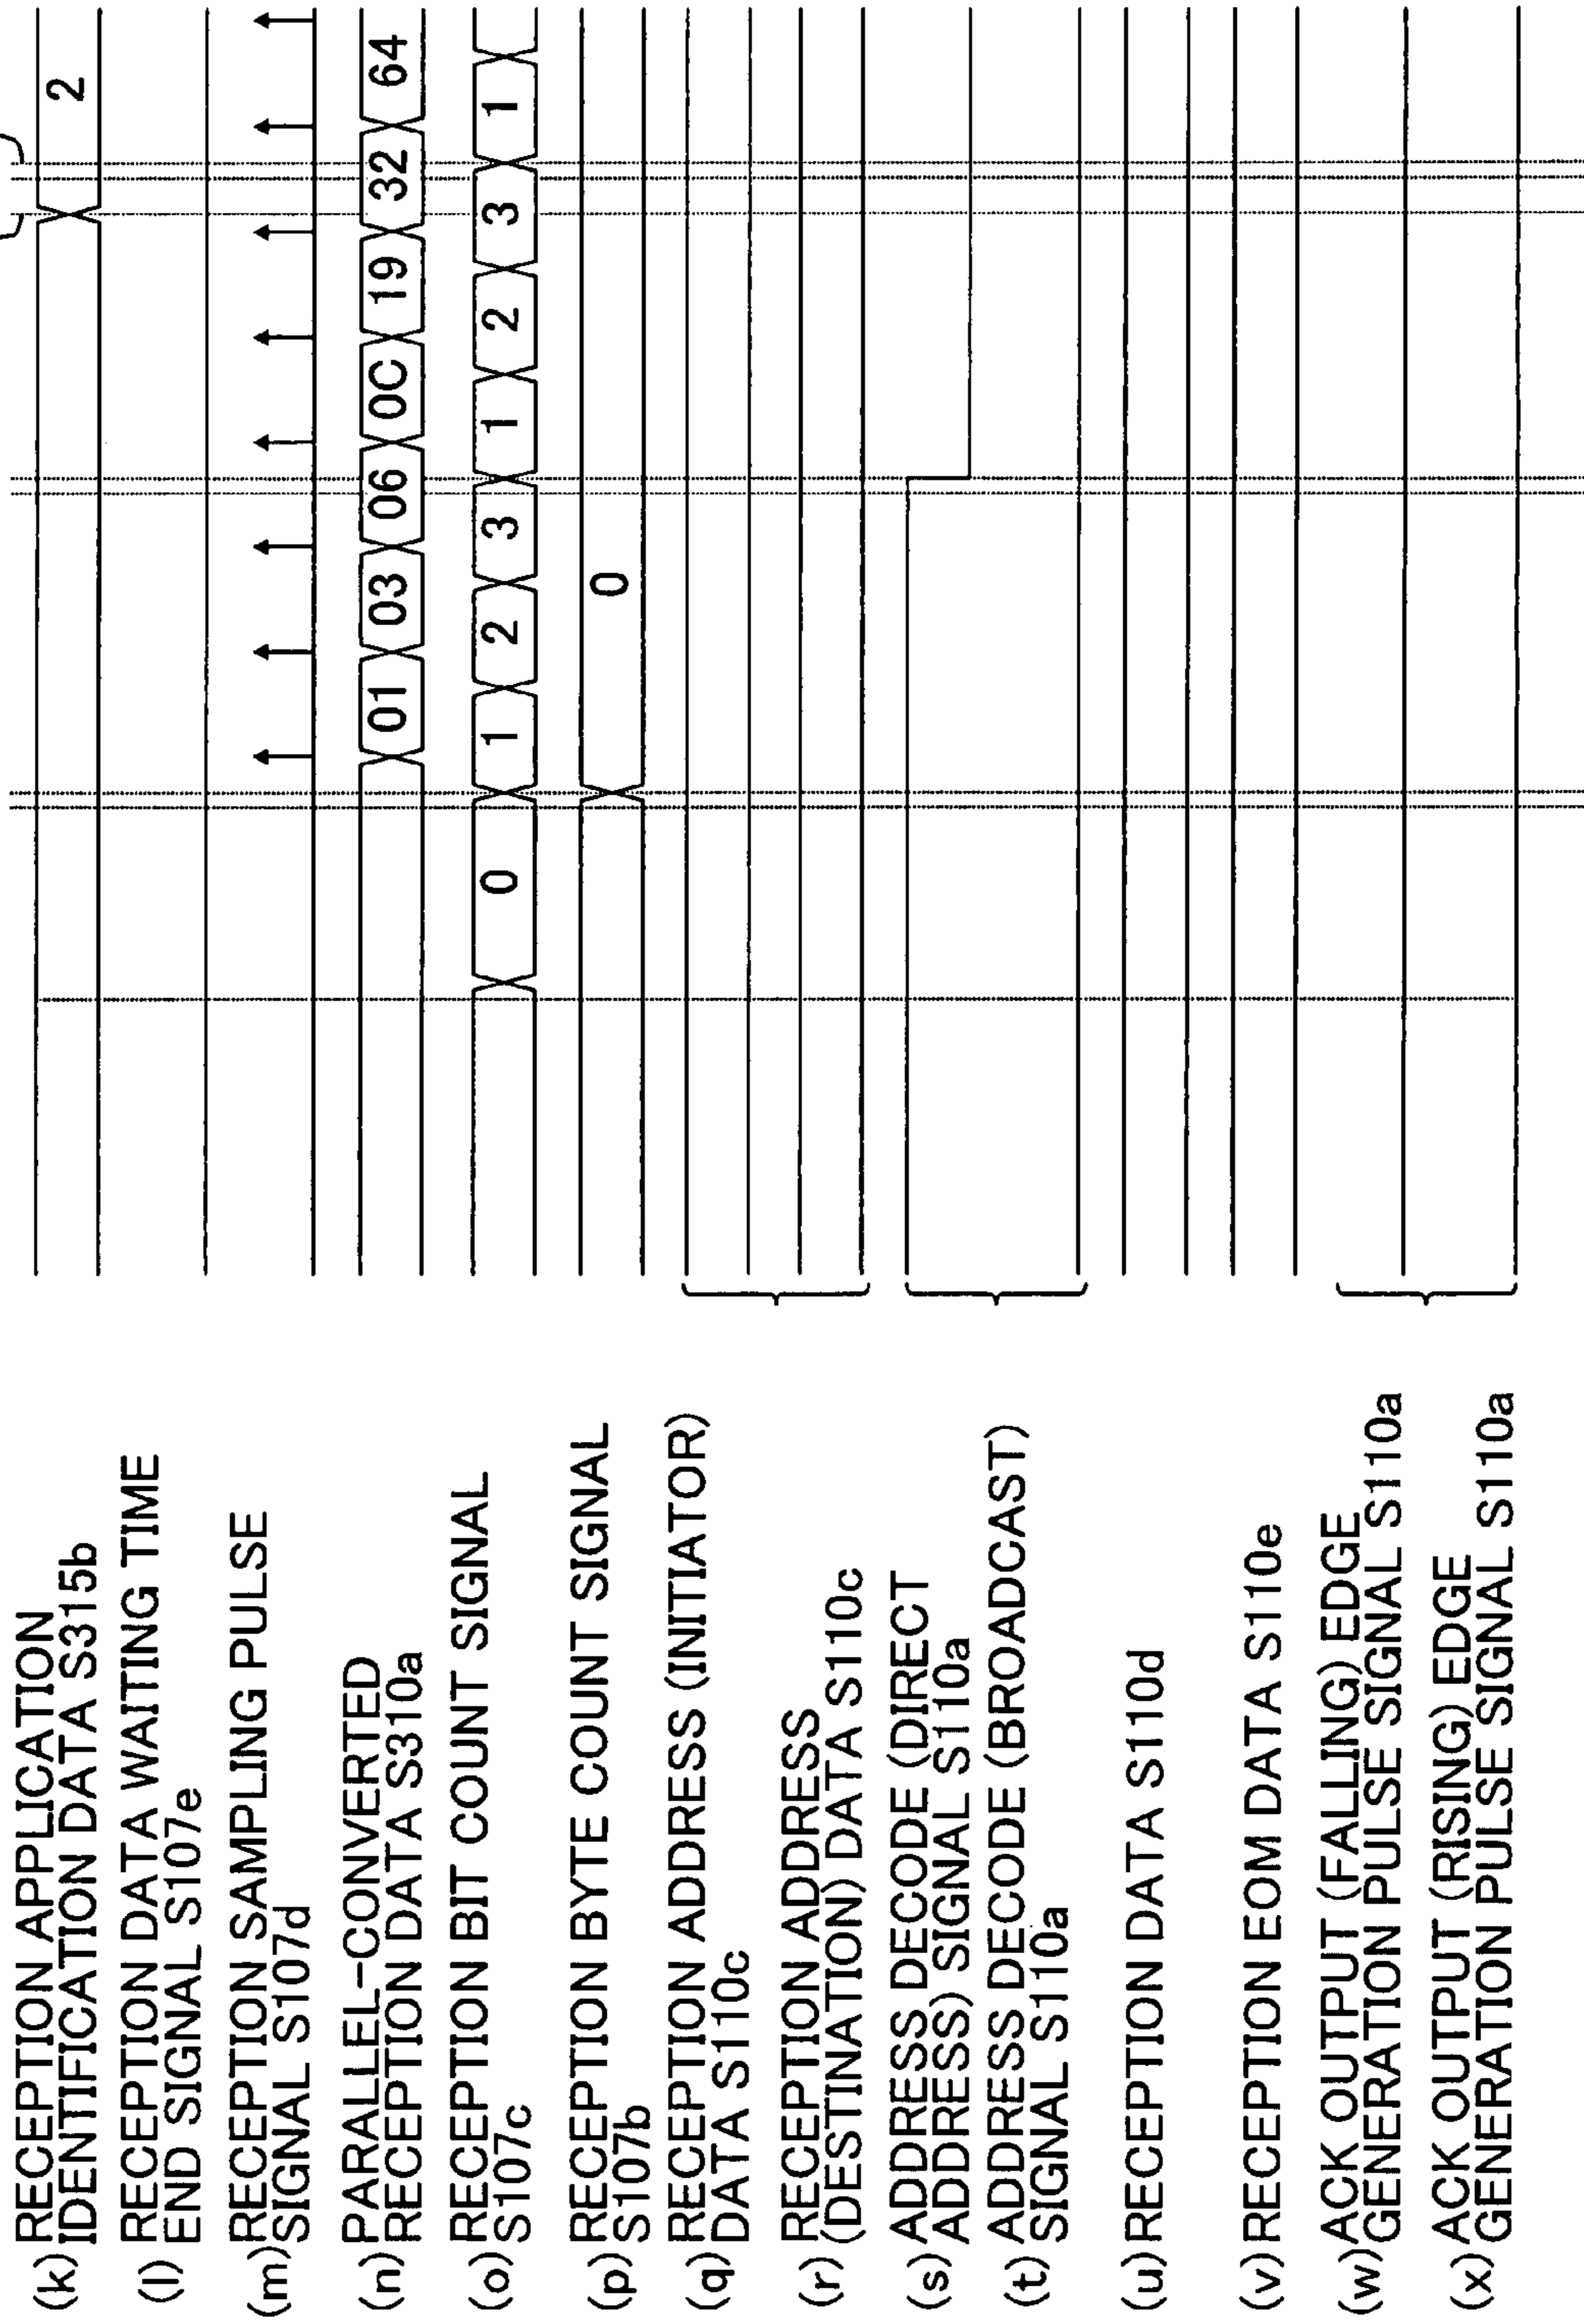 (k) RECEPTION APPLICATION
IDENTIFICATION DATA S315b
2
(l) RECEPTION DATA WAITING TIME
END SIGNAL S107e
(m) RECEPTION SAMPLING PULSE
SIGNAL S107d
(n) PARALLEL-CONVERTED
RECEPTION DATA S310a
01 03 06 0C 19 32 64
(o) RECEPTION BIT COUNT SIGNAL
S107c
0 1 2 3 1 2 3 1
(p) RECEPTION BYTE COUNT SIGNAL
S107b
0
(q) RECEPTION ADDRESS (INITIATOR)
DATA S110c
(r) RECEPTION ADDRESS
(DESTINATION) DATA S110c
(s) ADDRESS DECODE (DIRECT
ADDRESS) SIGNAL S110a
(t) ADDRESS DECODE (BROADCAST)
SIGNAL S110a
(u) RECEPTION DATA S110d
(v) RECEPTION EOM DATA S110e
(w) ACK OUTPUT (FALLING) EDGE
GENERATION PULSE SIGNAL S110a
(x) ACK OUTPUT (RISING) EDGE
GENERATION PULSE SIGNAL S110a